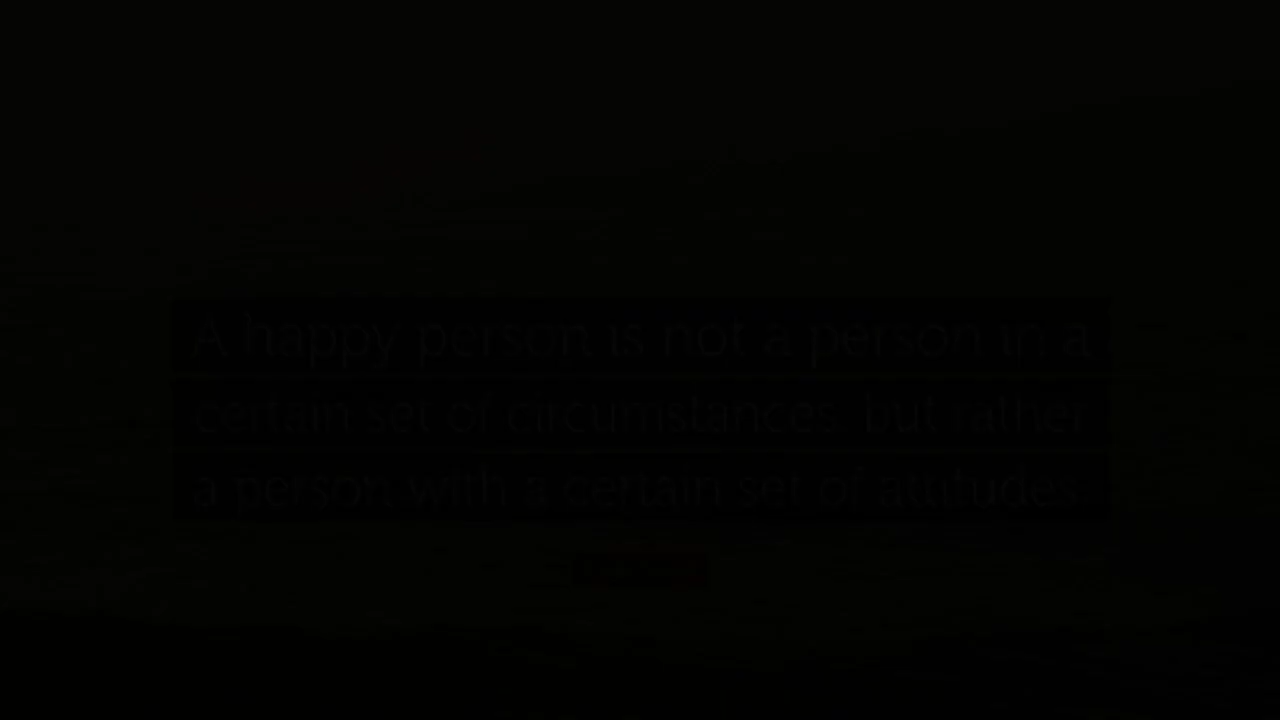 A happy person is not a person in a
certain set of circumstances, but rather
a person with a certain set of attitudes.